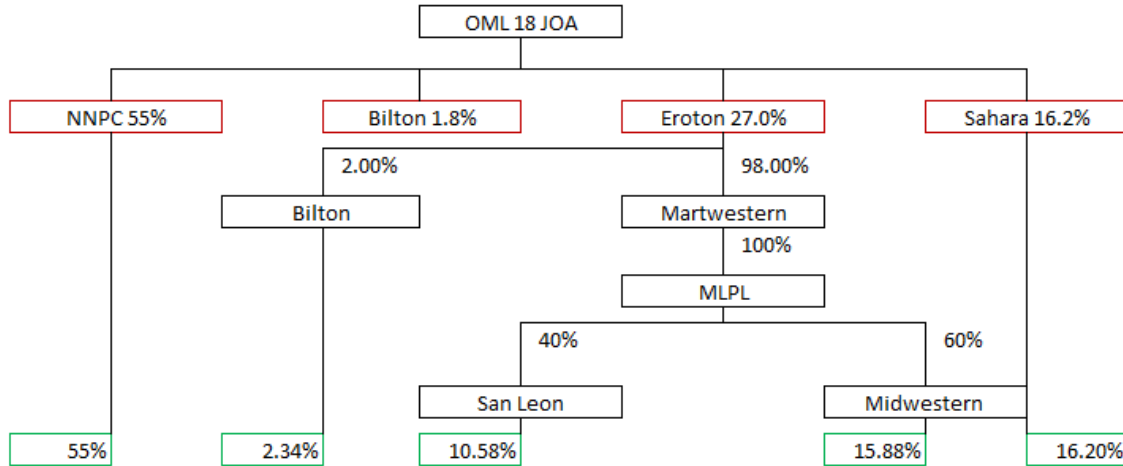 OML 18 JOA
NNPC 55%
Bilton 1.8%
Eroton 27.0%
Sahara 16.2%
2.00%
98.00%
Bilton
Martwestern
100%
MLPL
40%
60%
San Leon
Midwestern
55%
2.34%
10.58%
15.88%
16.20%